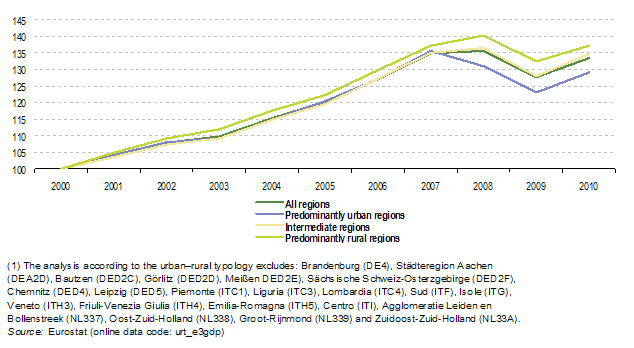 145
140
135
130
125
120
115
110
105
100
2000 2001 2002 2003 2004 2005 2006 2007 2008 2009 2010
All regions
Predominantly urban regions
Intermediate regions
Predominantly rural regions
(1) The analysis according to the urban–rural typology excludes: Brandenburg (DE4), Städteregion Aachen
(DEA2D), Bautzen (DED2C), Görlitz (DED2D), Meißen DED2E), Sächsische Schweiz-Osterzgebirge (DED2F),
Chemnitz (DED4), Leipzig (DED5), Piemonte (ITC1), Liguria (ITC3), Lombardia (ITC4), Sud (ITF), Isole (ITG),
Veneto (ITH3), Friuli-Venezia Giulia (ITH4), Emilia-Romagna (ITH5), Centro (ITI), Agglomeratie Leiden en
Bollenstreek (NL337), Oost-Zuid-Holland (NL338), Groot-Rijnmond (NL339) and Zuidoost-Zuid-Holland (NL33A).
Source: Eurostat (online data code: urt_e3gdp)